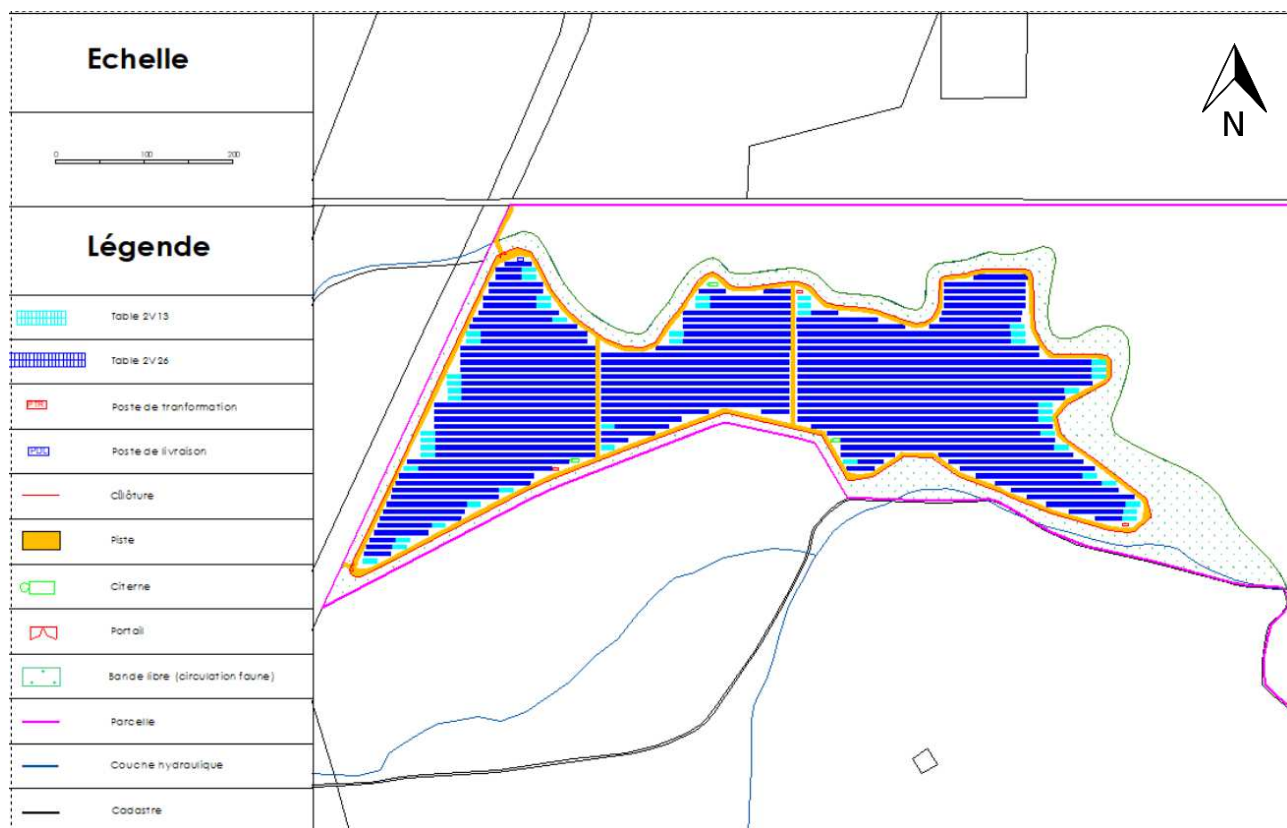 Echelle
0 100 200
N
Légende
Table 2V13
Table 2V26
Poste de tranformation
Poste de livraison
Clôture
Piste
Citerne
Portail
Bande libre (circulation faune)
Parcelle
Couche hydraulique
Cadastre